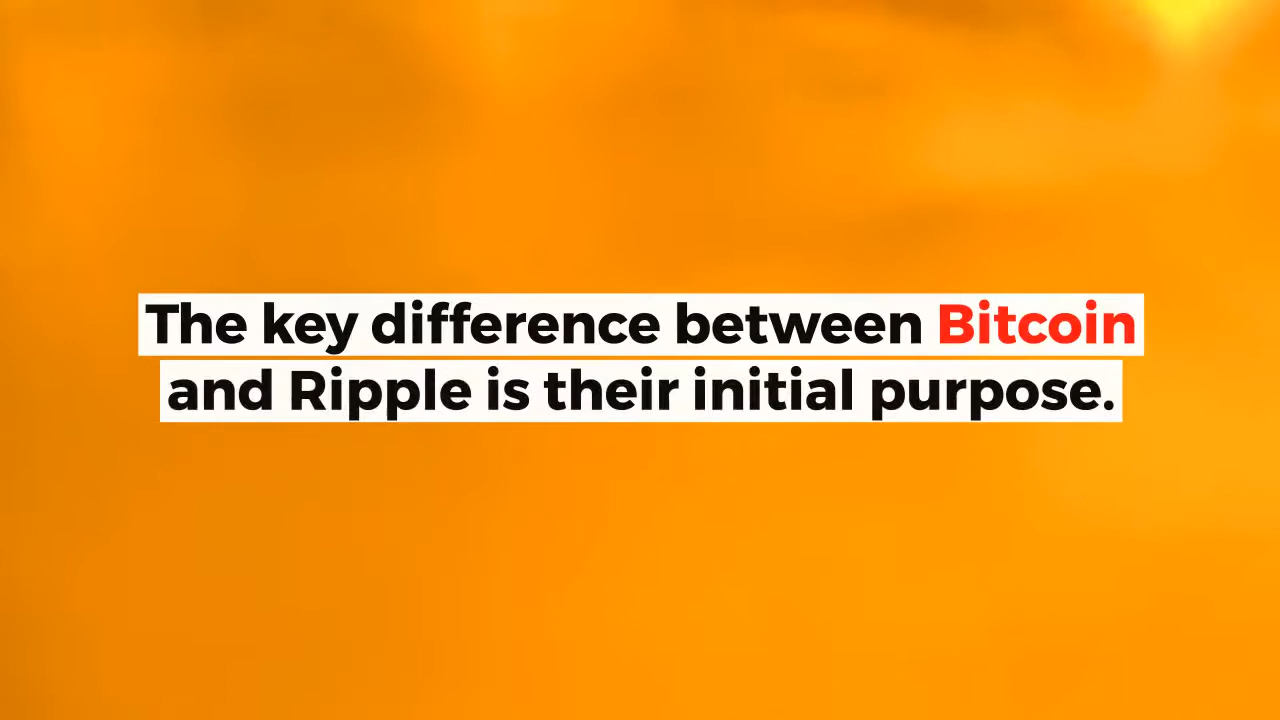 The key difference between Bitcoin
and Ripple is their initial purpose.